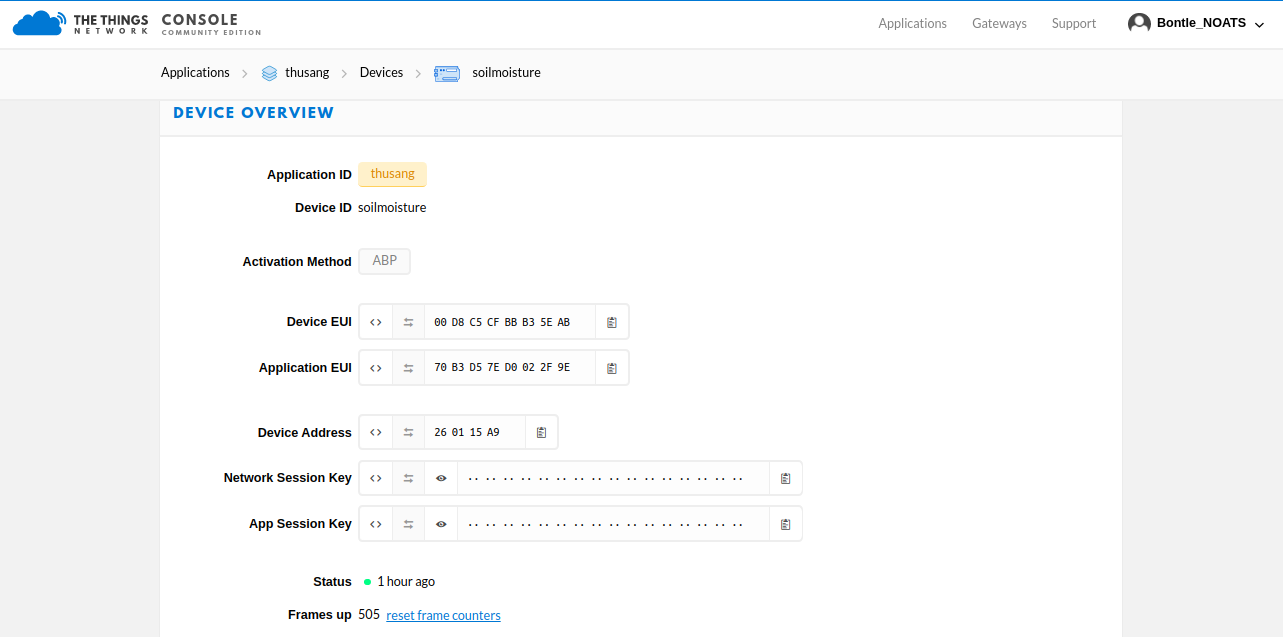 THE THINGS NETWORK CONSOLE COMMUNITY EDITION Applications Gateways Support Bontle_NOATS
Applications thusang Devices soilmoisture
DEVICE OVERVIEW
Application ID thusang
Device ID soilmoisture
Activation Method ABP
Device EUI <> 00 D8 C5 CF BB B3 5E AB
Application EUI <> 70 B3 D5 7E D0 02 2F 9E
Device Address <> 26 01 15 A9
Network Session Key <> .. .. .. .. .. .. .. .. .. .. .. .. .. .. .. ..
App Session Key <> .. .. .. .. .. .. .. .. .. .. .. .. .. .. .. ..
Status 1 hour ago
Frames up 505 reset frame counters